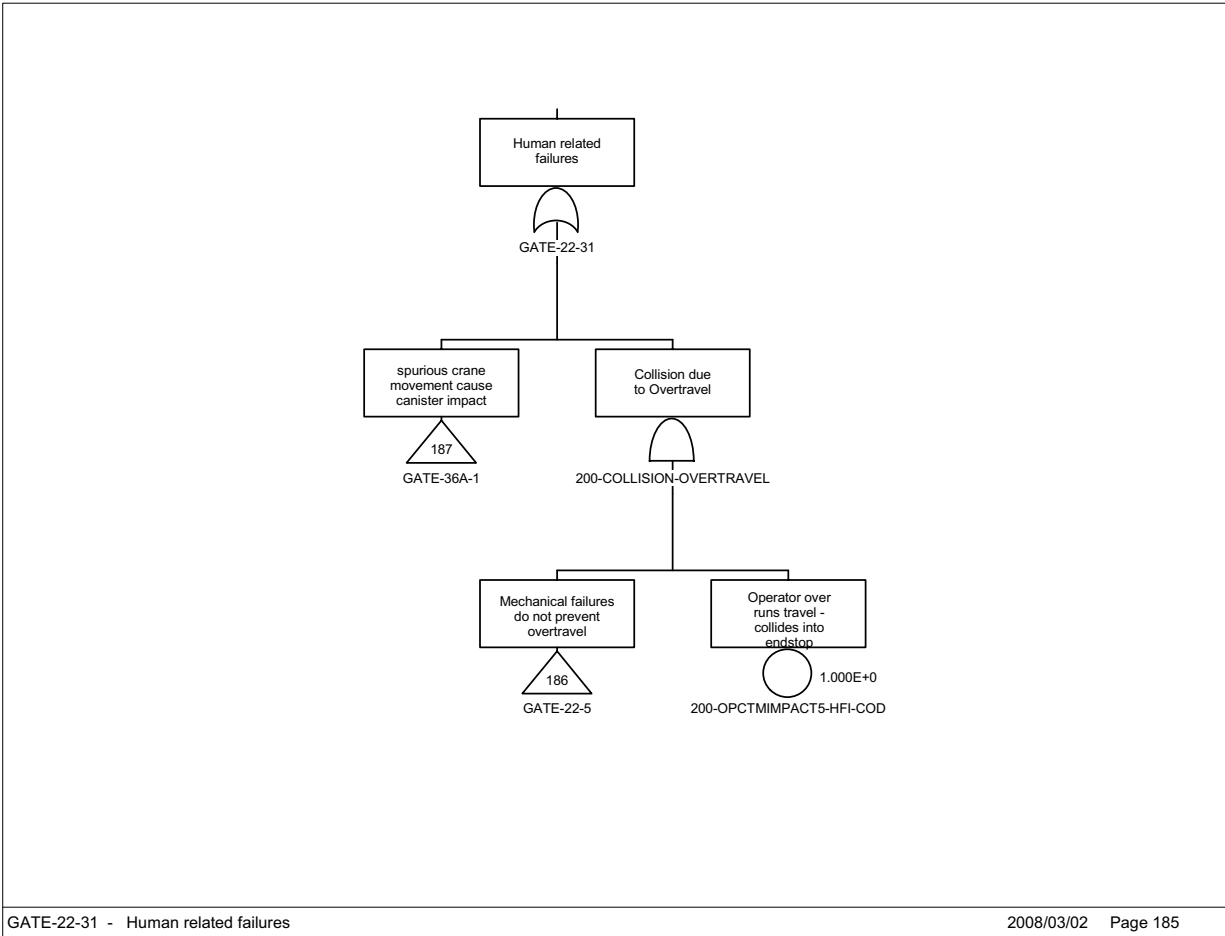 Human related
failures
GATE-22-31
spurious crane
movement cause
canister impact
187
GATE-36A-1
Collision due
to Overtravel
200-COLLISION-OVERTRAVEL
Mechanical failures
do not prevent
overtravel
186
GATE-22-5
Operator over
runs travel -
collides into
endstop
1.000E+0
200-OPCTMIMPACT5-HFI-COD
GATE-22-31 - Human related failures
2008/03/02 Page 185